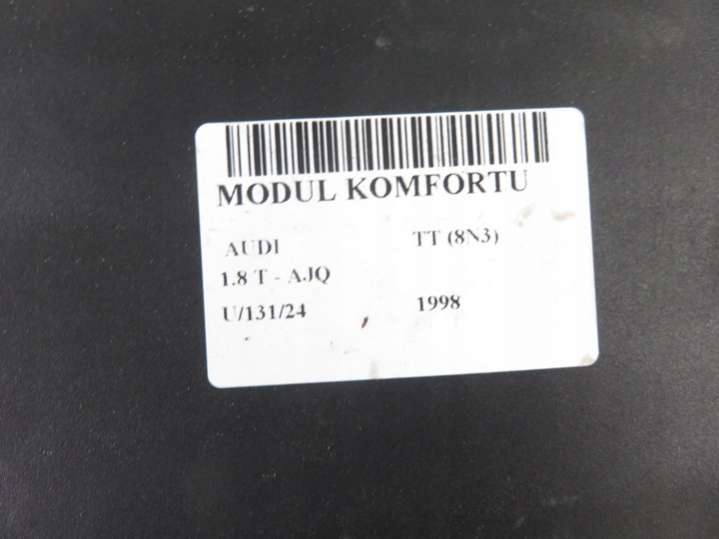 MODUL KOMFORTU
AUDI TT (8N3)
1.8 T - AJQ
U/131/24 1998